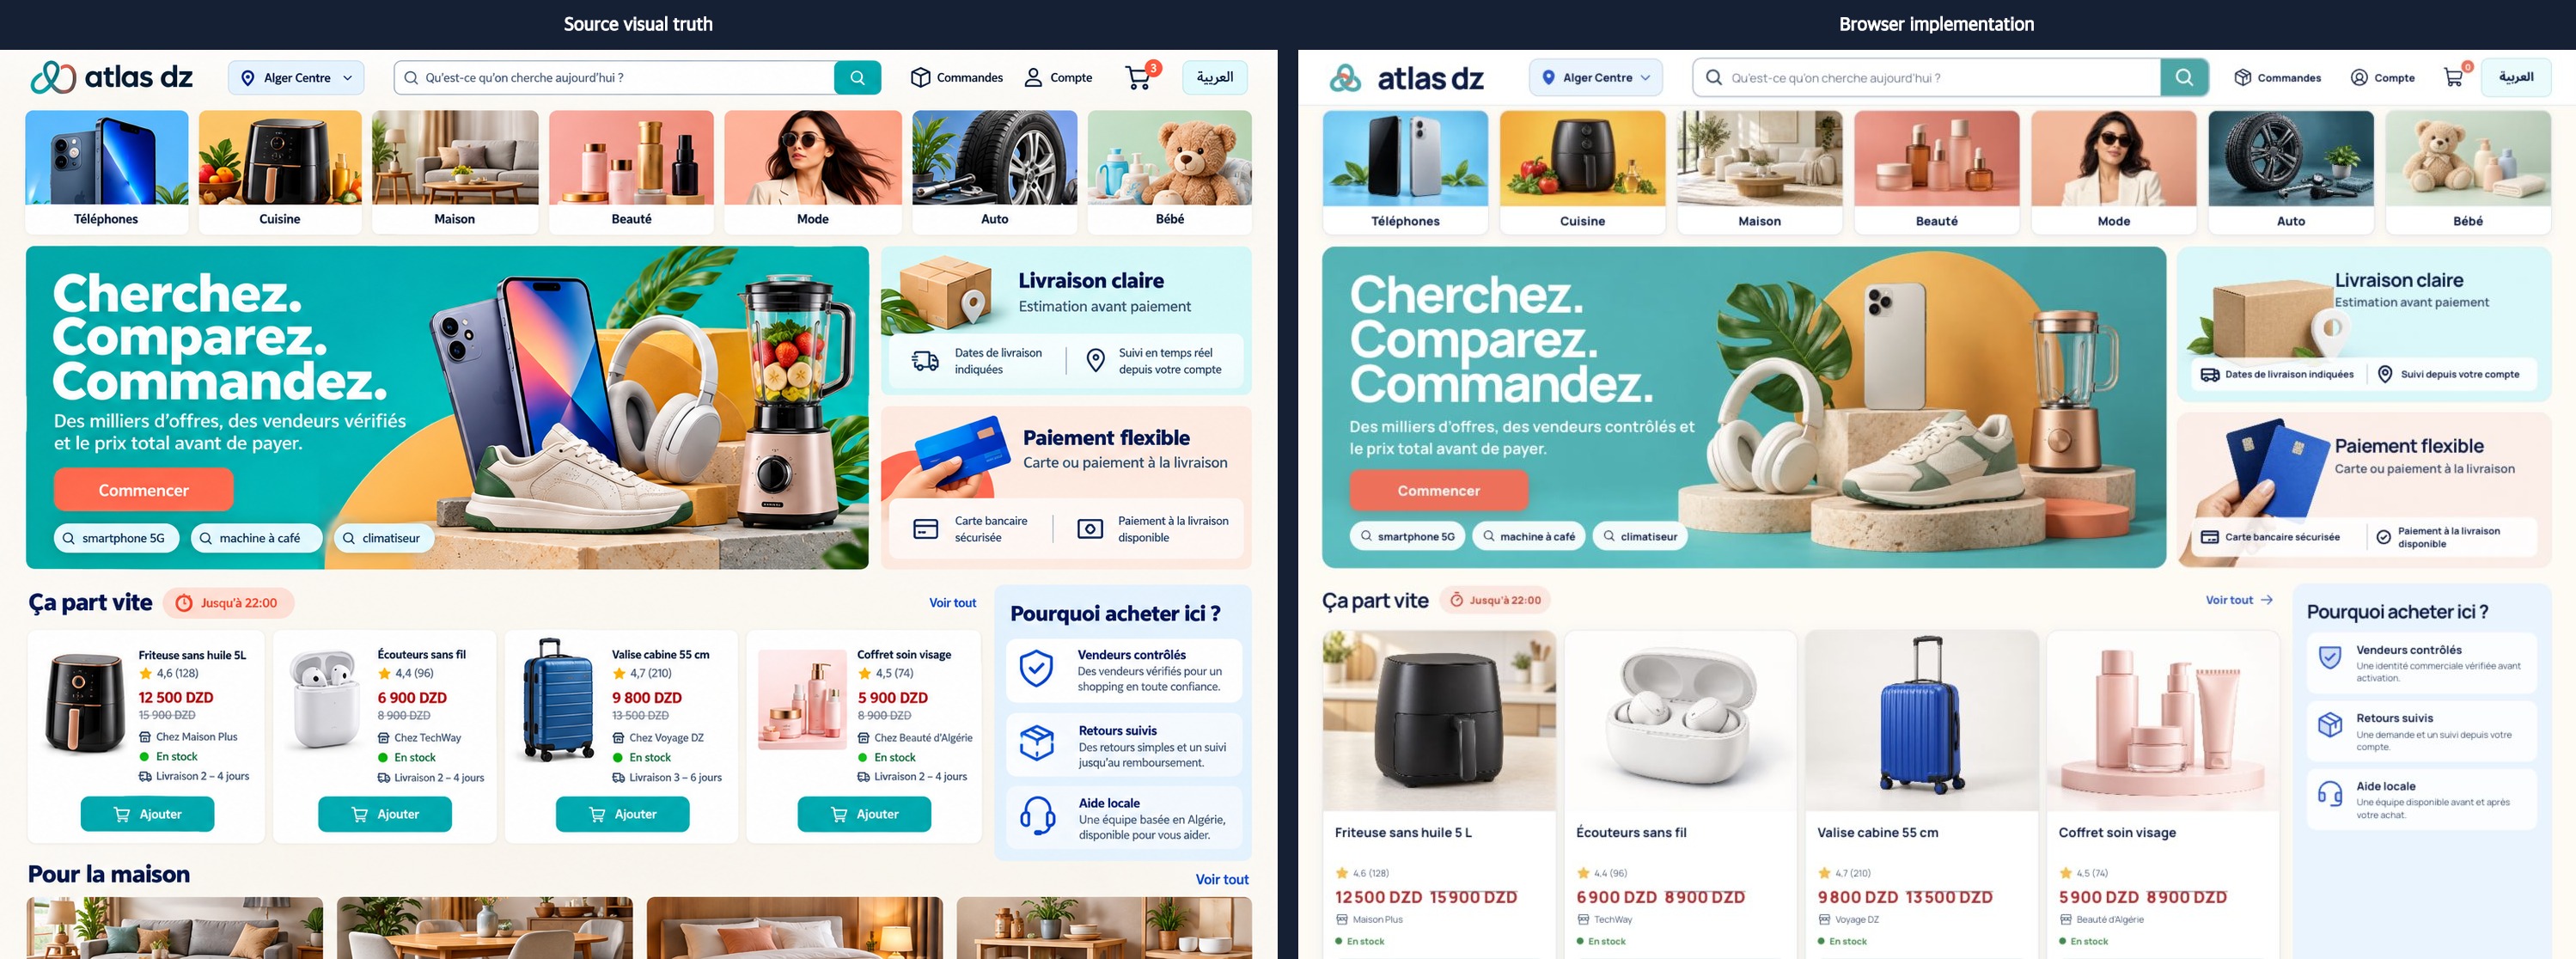 Source visual truth
atlas dz
Alger Centre
Qu'est-ce qu'on cherche aujourd'hui ?
Commandes
Compte
3
العربية
Téléphones
Cuisine
Maison
Beauté
Mode
Auto
Bébé
Cherchez.
Comparez.
Commandez.
Des milliers d'offres, des vendeurs vérifiés
et le prix total avant de payer.
Commencer
smartphone 5G
machine à café
climatiseur
Livraison claire
Estimation avant paiement
Dates de livraison
indiquées
Suivi en temps réel
depuis votre compte
Paiement flexible
Carte ou paiement à la livraison
Carte bancaire
sécurisée
Paiement à la livraison
disponible
Ça part vite
Jusqu'à 22:00
Voir tout
Friteuse sans huile 5L
4,6 (128)
12 500 DZD
15 900 DZD
Chez Maison Plus
En stock
Livraison 2 – 4 jours
Ajouter
Écouteurs sans fil
4,4 (96)
6 900 DZD
8 900 DZD
Chez TechWay
En stock
Livraison 2 – 4 jours
Ajouter
Valise cabine 55 cm
4,7 (210)
9 800 DZD
13 500 DZD
Chez Voyage DZ
En stock
Livraison 3 – 6 jours
Ajouter
Coffret soin visage
4,5 (74)
5 900 DZD
8 900 DZD
Chez Beauté d'Algérie
En stock
Livraison 2 – 4 jours
Ajouter
Pourquoi acheter ici ?
Vendeurs contrôlés
Des vendeurs vérifiés pour un
shopping en toute confiance.
Retours suivis
Des retours simples et un suivi
jusqu'au remboursement.
Aide locale
Une équipe basée en Algérie,
disponible pour vous aider.
Pour la maison
Voir tout
Browser implementation
atlas dz
Alger Centre
Qu'est-ce qu'on cherche aujourd'hui ?
Commandes
Compte
0
العربية
Téléphones
Cuisine
Maison
Beauté
Mode
Auto
Bébé
Cherchez.
Comparez.
Commandez.
Des milliers d'offres, des vendeurs contrôlés et
le prix total avant de payer.
Commencer
smartphone 5G
machine à café
climatiseur
Livraison claire
Estimation avant paiement
Dates de livraison indiquées
Suivi depuis votre compte
Paiement flexible
Carte ou paiement à la livraison
Carte bancaire sécurisée
Paiement à la livraison
disponible
Ça part vite
Jusqu'à 22:00
Voir tout
Friteuse sans huile 5 L
4,6 (128)
12 500 DZD 15 900 DZD
Maison Plus
En stock
Écouteurs sans fil
4.4 (96)
6 900 DZD 8 900 DZD
TechWay
En stock
Valise cabine 55 cm
4.7 (210)
9 800 DZD 13 500 DZD
Voyage DZ
En stock
Coffret soin visage
4.5 (74)
5 900 DZD 8 900 DZD
Beauté d'Algérie
En stock
Pourquoi acheter ici ?
Vendeurs contrôlés
Une identité commerciale vérifiée avant
activation.
Retours suivis
Une demande et un suivi depuis votre
compte.
Aide locale
Une équipe disponible avant et après
votre achat.